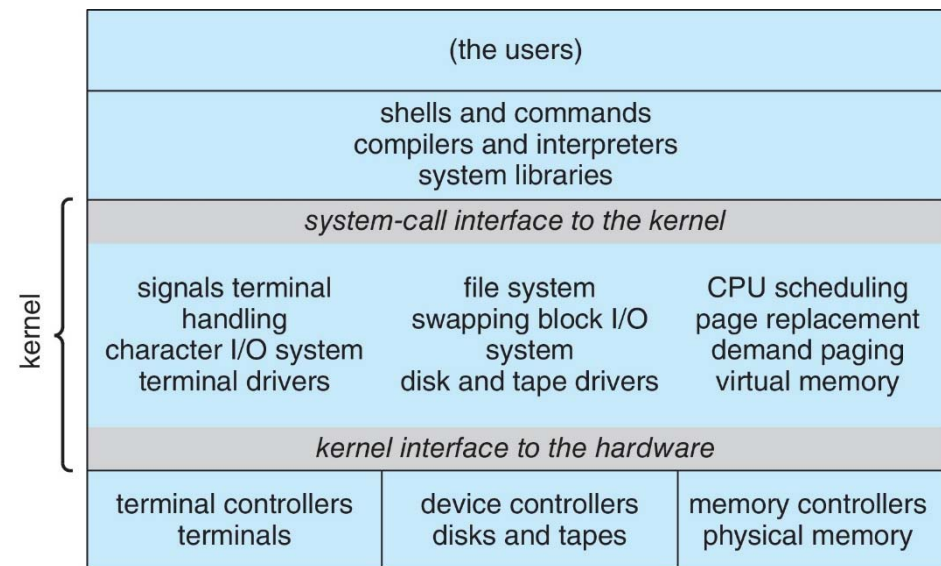 (the users)
shells and commands
compilers and interpreters
system libraries
kernel
system-call interface to the kernel
signals terminal
handling
character I/O system
terminal drivers
file system
swapping block I/O
system
disk and tape drivers
CPU scheduling
page replacement
demand paging
virtual memory
kernel interface to the hardware
terminal controllers
terminals
device controllers
disks and tapes
memory controllers
physical memory